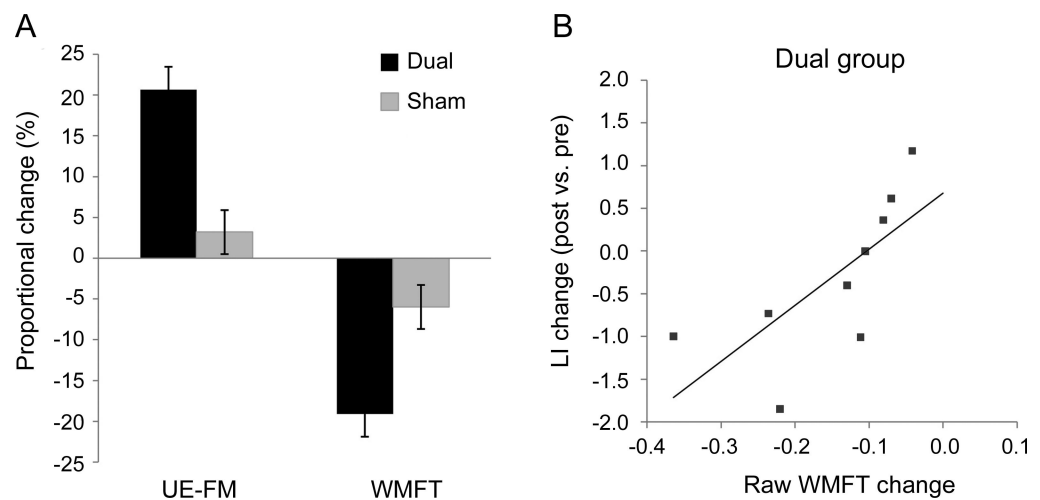 A
Proportional change (%)
25
20
15
10
5
0
-5
-10
-15
-20
-25
Dual
Sham
UE-FM
WMFT
B
Dual group
LI change (post vs. pre)
2.0
1.5
1.0
0.5
0.0
-0.5
-1.0
-1.5
-2.0
-0.4
-0.3
-0.2
-0.1
0.0
0.1
Raw WMFT change